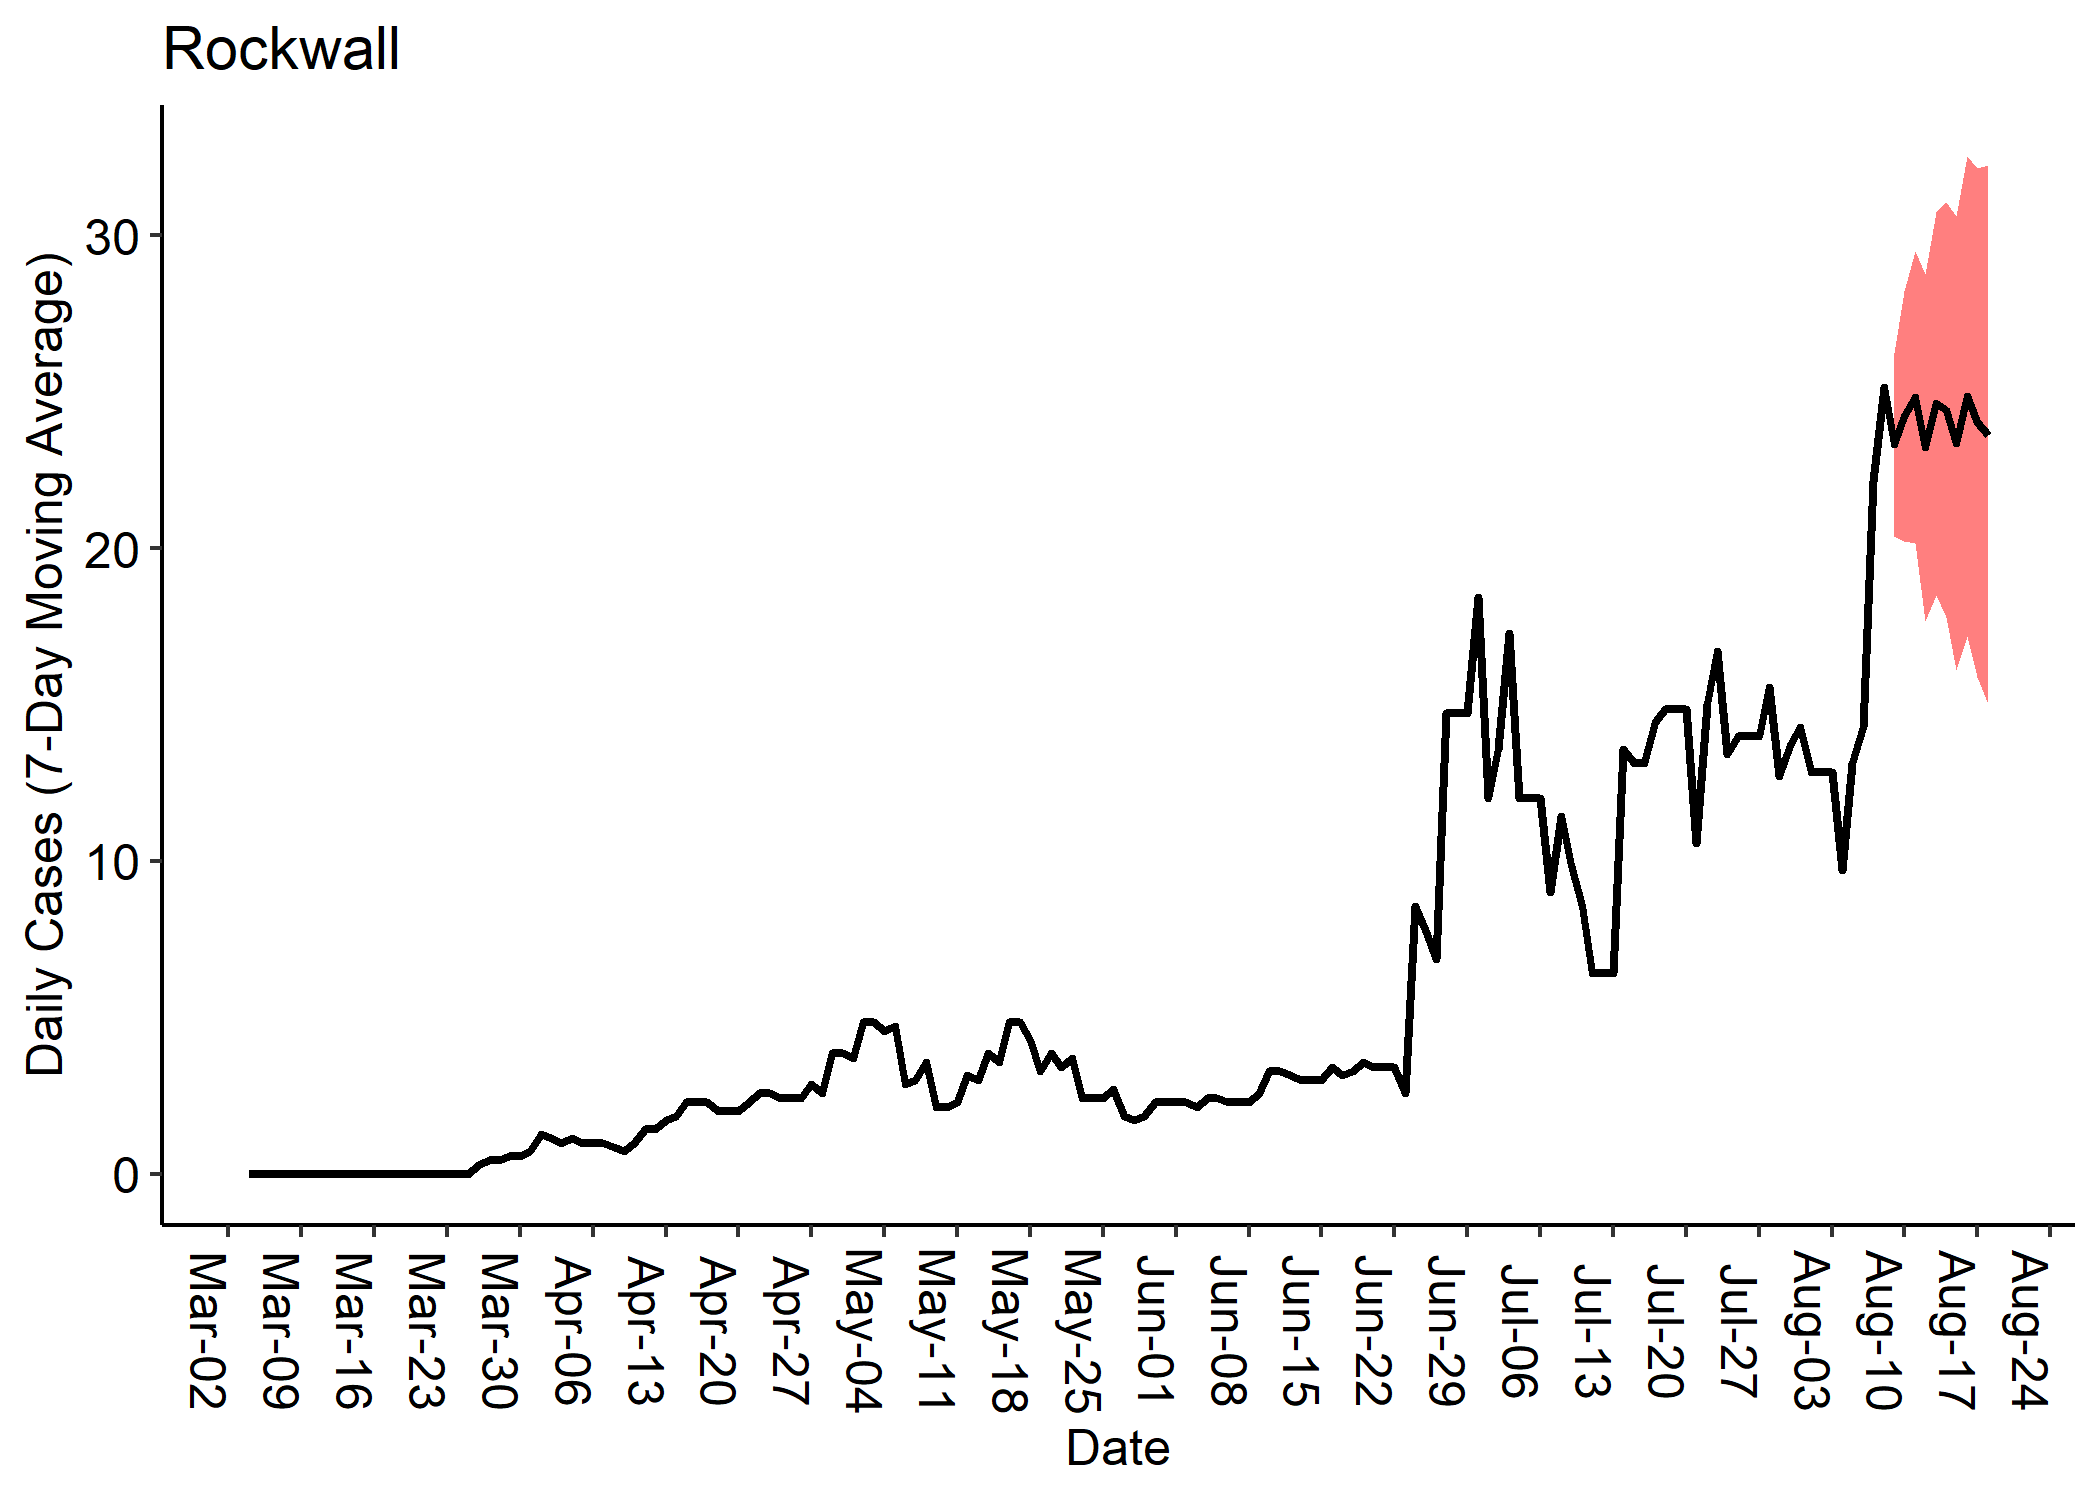 Rockwall
Daily Cases (7-Day Moving Average)
30
20
10
0
Mar-02
Mar-09
Mar-16
Mar-23
Mar-30
Apr-06
Apr-13
Apr-20
Apr-27
May-04
May-11
May-18
May-25
Jun-01
Jun-08
Jun-15
Jun-22
Jun-29
Jul-06
Jul-13
Jul-20
Jul-27
Aug-03
Aug-10
Aug-17
Aug-24
Date